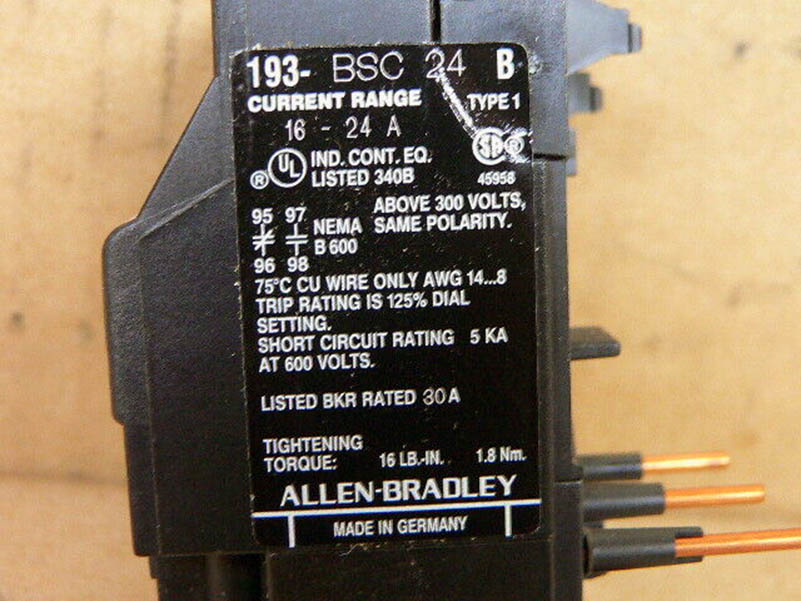 193- BSC 24 B
CURRENT RANGE TYPE 1
16 - 24 A
UL IND. CONT. EQ.
® LISTED 340B
SA ®
45958
ABOVE 300 VOLTS,
SAME POLARITY.
95 97
NEMA
B 600
96 98
75°C CU WIRE ONLY AWG 14...8
TRIP RATING IS 125% DIAL
SETTING.
SHORT CIRCUIT RATING 5 KA
AT 600 VOLTS.
LISTED BKR RATED 30 A
TIGHTENING
TORQUE: 16 LB.-IN. 1.8 Nm.
ALLEN-BRADLEY
MADE IN GERMANY